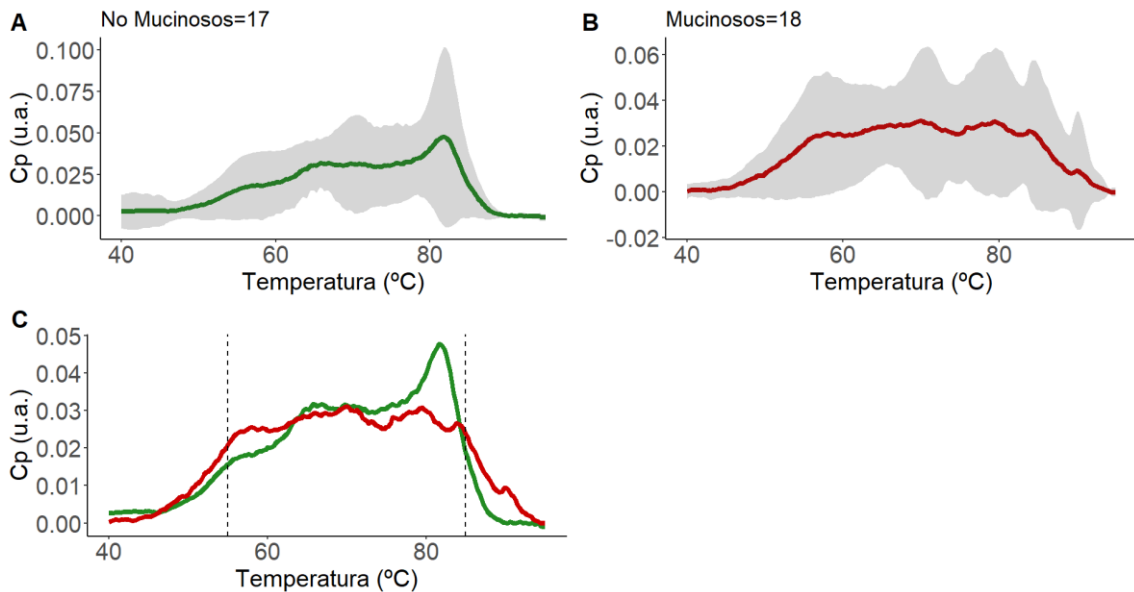 A
No Mucinosos=17
Cp (u.a.)
0.100
0.075
0.050
0.025
0.000
40
60
80
Temperatura (ºC)
B
Mucinosos=18
Cp (u.a.)
0.06
0.04
0.02
0.00
-0.02
40
60
80
Temperatura (ºC)
C
Cp (u.a.)
0.05
0.04
0.03
0.02
0.01
0.00
40
60
80
Temperatura (ºC)